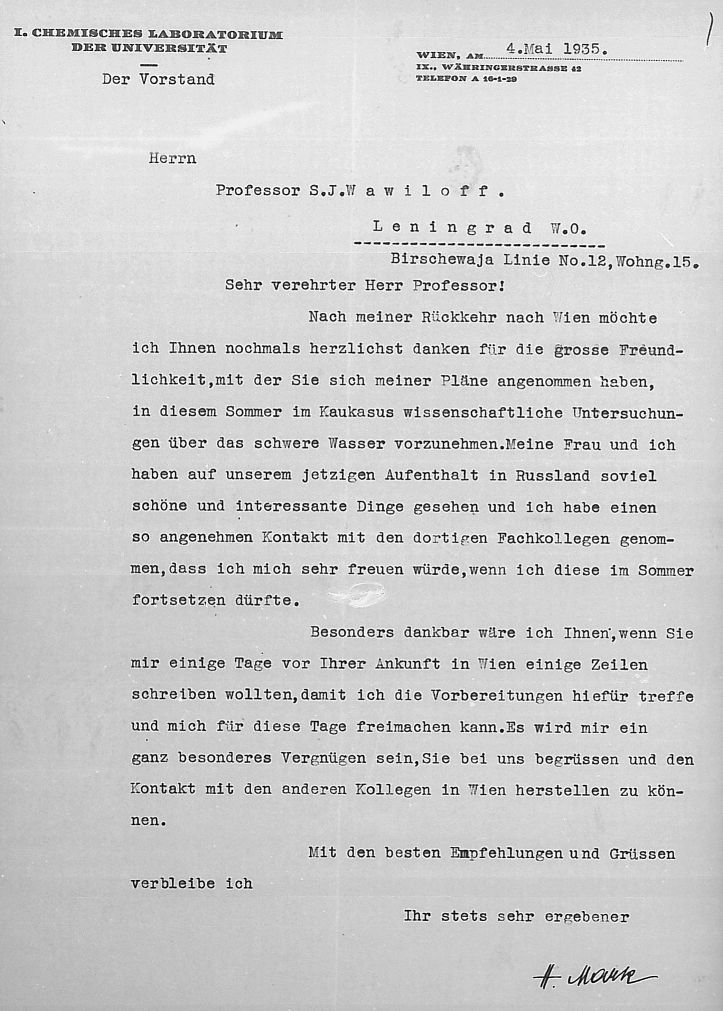 I. CHEMISCHES LABORATORIUM
DER UNIVERSITÄT
Der Vorstand
WIEN, AM 4.Mai 1935.
IX., WÄHRINGERSTRASSE 42
TELEFON A 16-1-29
Herrn
Professor S.J.W a w i l o f f .
L e n i n g r a d W.O.
Birschewaja Linie No.12,Wohng.15.
Sehr verehrter Herr Professor!
Nach meiner Rückkehr nach Wien möchte
ich Ihnen nochmals herzlichst danken für die grosse Freund-
lichkeit,mit der Sie sich meiner Pläne angenommen haben,
in diesem Sommer im Kaukasus wissenschaftliche Untersuchun-
gen über das schwere Wasser vorzunehmen.Meine Frau und ich
haben auf unserem jetzigen Aufenthalt in Russland soviel
schöne und interessante Dinge gesehen und ich habe einen
so angenehmen Kontakt mit den dortigen Fachkollegen genom-
men,dass ich mich sehr freuen würde,wenn ich diese im Sommer
fortsetzen dürfte.
Besonders dankbar wäre ich Ihnen,wenn Sie
mir einige Tage vor Ihrer Ankunft in Wien einige Zeilen
schreiben wollten,damit ich die Vorbereitungen hiefür treffe
und mich für diese Tage freimachen kann.Es wird mir ein
ganz besonderes Vergnügen sein,Sie bei uns begrüssen und den
Kontakt mit den anderen Kollegen in Wien herstellen zu kön-
nen.
Mit den besten Empfehlungen und Grüssen
verbleibe ich
Ihr stets sehr ergebener
H. Mark